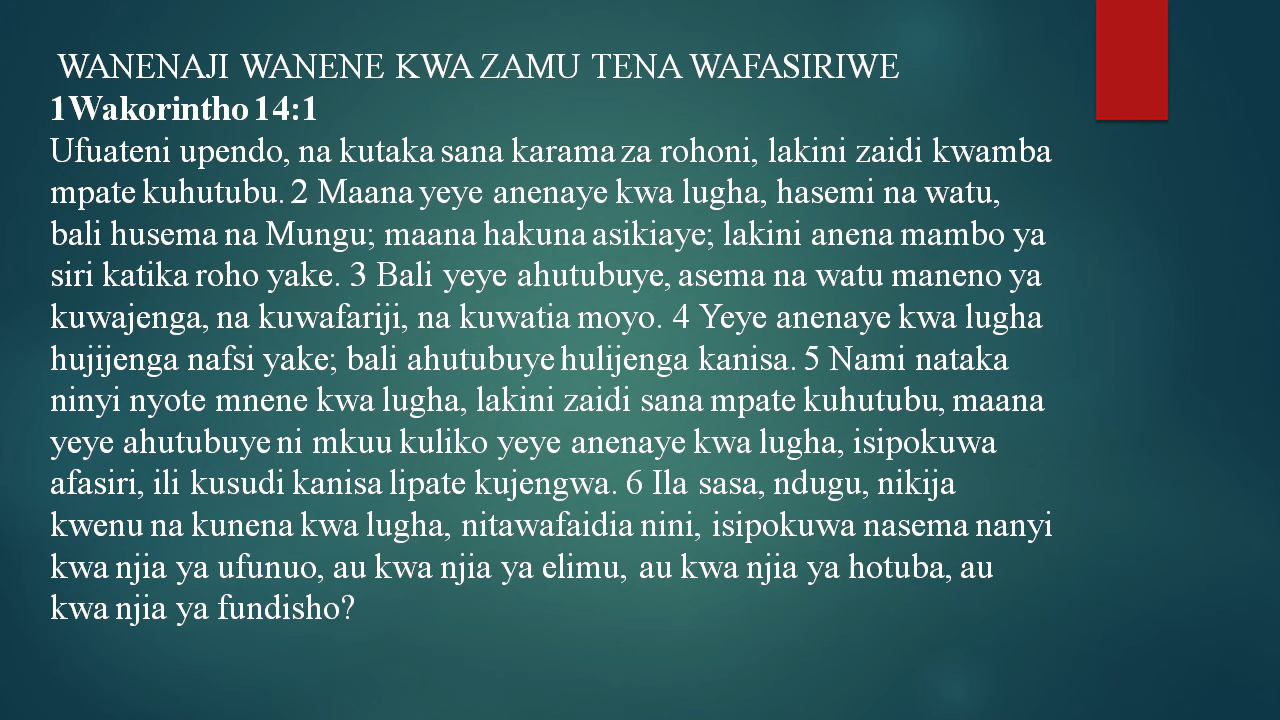 WANENAJI WANENE KWA ZAMU TENA WAFASIRIWE
1Wakorintho 14:1
Ufuateni upendo, na kutaka sana karama za rohoni, lakini zaidi kwamba
mpate kuhutubu. 2 Maana yeye anenaye kwa lugha, hasemi na watu,
bali husema na Mungu; maana hakuna asikiaye; lakini anena mambo ya
siri katika roho yake. 3 Bali yeye ahutubuye, asema na watu maneno ya
kuwajenga, na kuwafariji, na kuwatia moyo. 4 Yeye anenaye kwa lugha
hujijenga nafsi yake; bali ahutubuye hulijenga kanisa. 5 Nami nataka
ninyi nyote mnene kwa lugha, lakini zaidi sana mpate kuhutubu, maana
yeye ahutubuye ni mkuu kuliko yeye anenaye kwa lugha, isipokuwa
afasiri, ili kusudi kanisa lipate kujengwa. 6 Ila sasa, ndugu, nikija
kwenu na kunena kwa lugha, nitawafaidia nini, isipokuwa nasema nanyi
kwa njia ya ufunuo, au kwa njia ya elimu, au kwa njia ya hotuba, au
kwa njia ya fundisho?